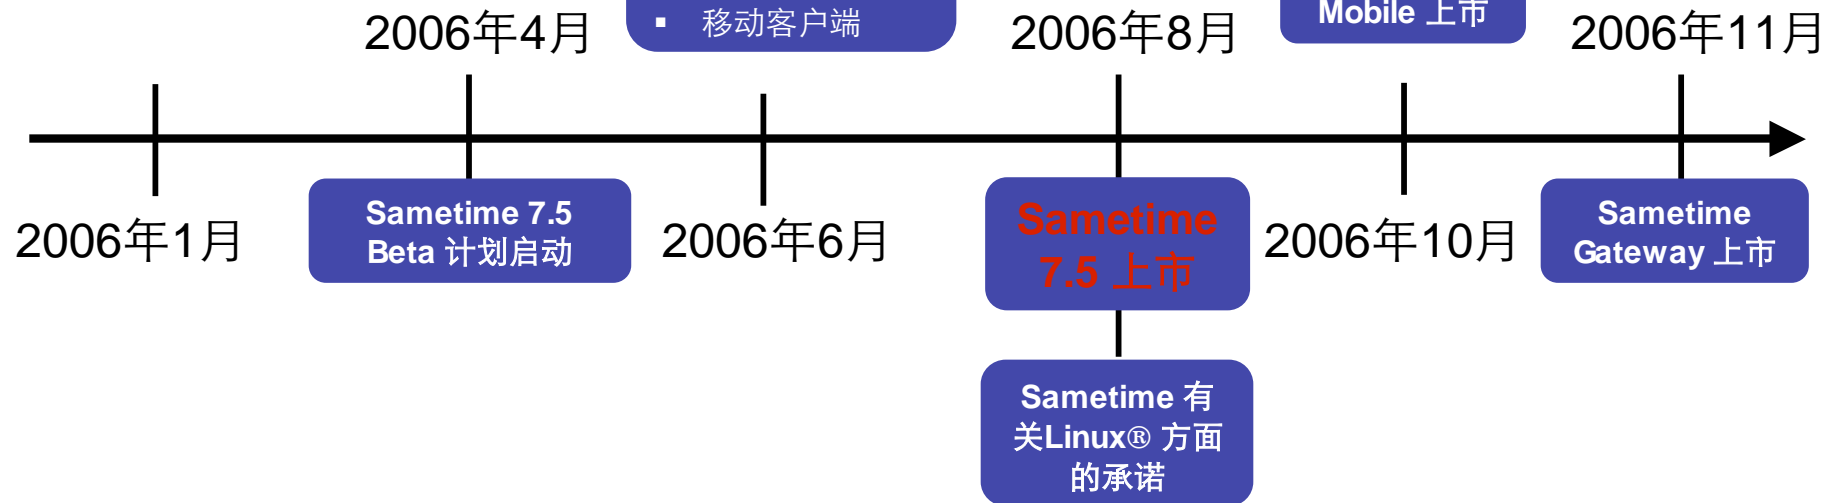 ▪ 移动客户端
Mobile 上市
2006年4月
2006年8月
2006年11月
2006年1月
Sametime 7.5
Beta 计划启动
2006年6月
Sametime
7.5 上市
2006年10月
Sametime
Gateway 上市
Sametime 有
关Linux® 方面
的承诺